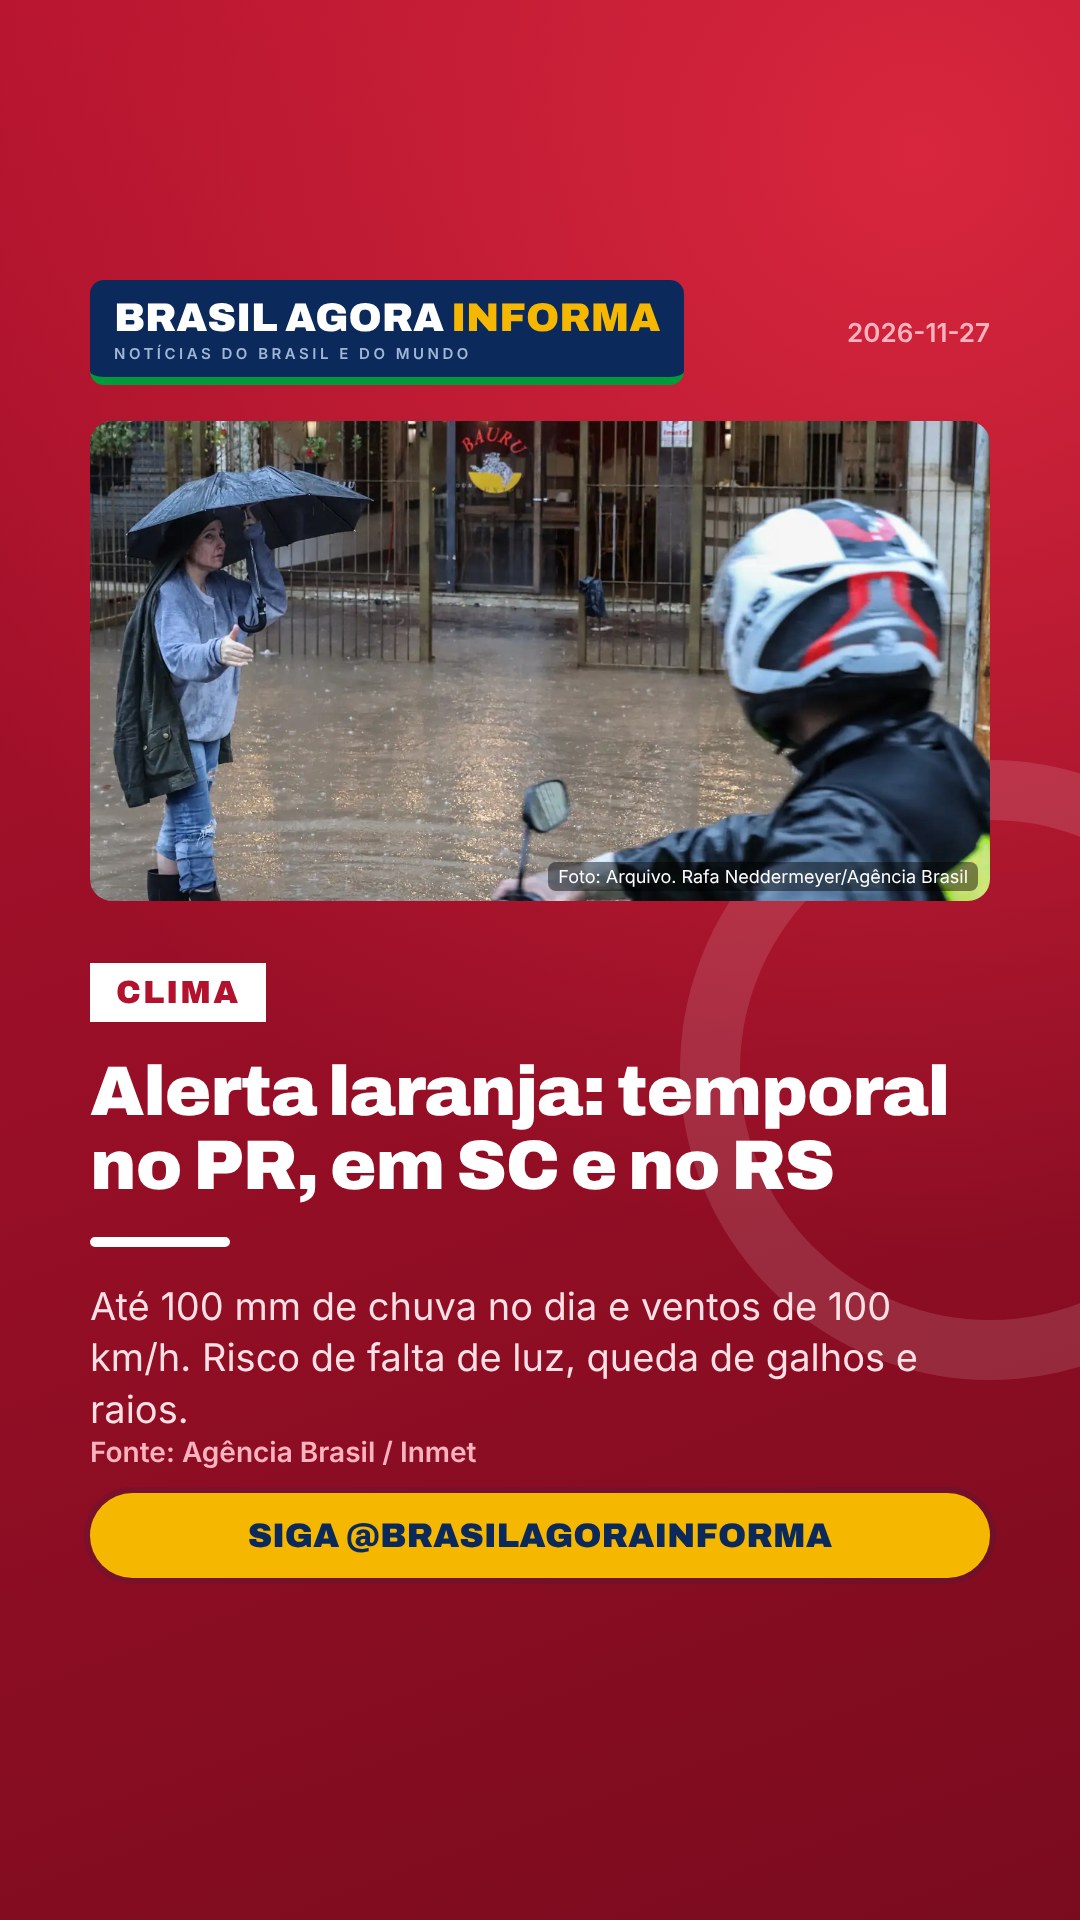 BRASIL AGORA INFORMA
NOTÍCIAS DO BRASIL E DO MUNDO
2026-11-27
BAURU
Foto: Arquivo. Rafa Neddermeyer/Agência Brasil
CLIMA
Alerta laranja: temporal
no PR, em SC e no RS
Até 100 mm de chuva no dia e ventos de 100
km/h. Risco de falta de luz, queda de galhos e
raios.
Fonte: Agência Brasil / Inmet
SIGA @BRASILAGORAINFORMA